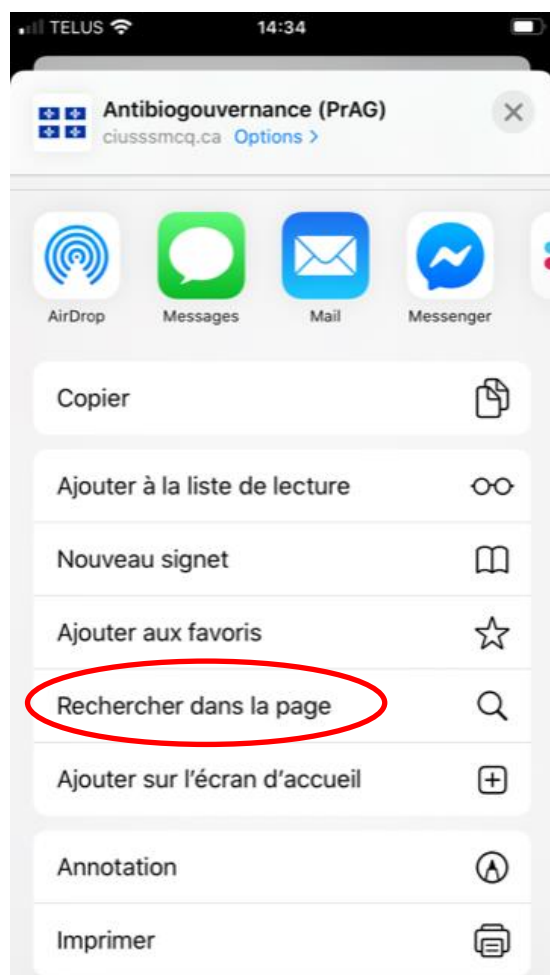 TELUS 14:34
Antibiogouvernance (PrAG)
ciusssmcq.ca Options >
AirDrop Messages Mail Messenger
Copier
Ajouter à la liste de lecture
Nouveau signet
Ajouter aux favoris
Rechercher dans la page
Ajouter sur l'écran d'accueil
Annotation
Imprimer